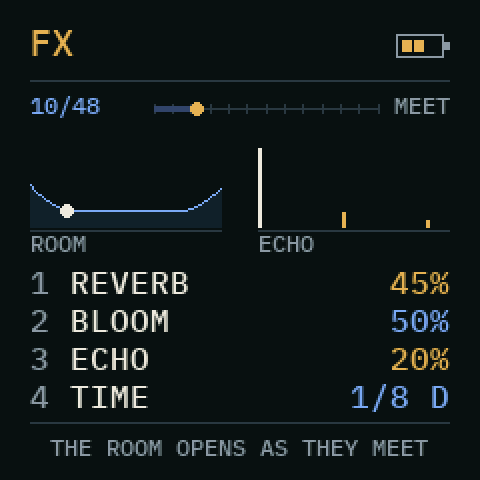 FX
10/48 MEET
ROOM ECHO
1 REVERB 45%
2 BLOOM 50%
3 ECHO 20%
4 TIME 1/8 D
THE ROOM OPENS AS THEY MEET